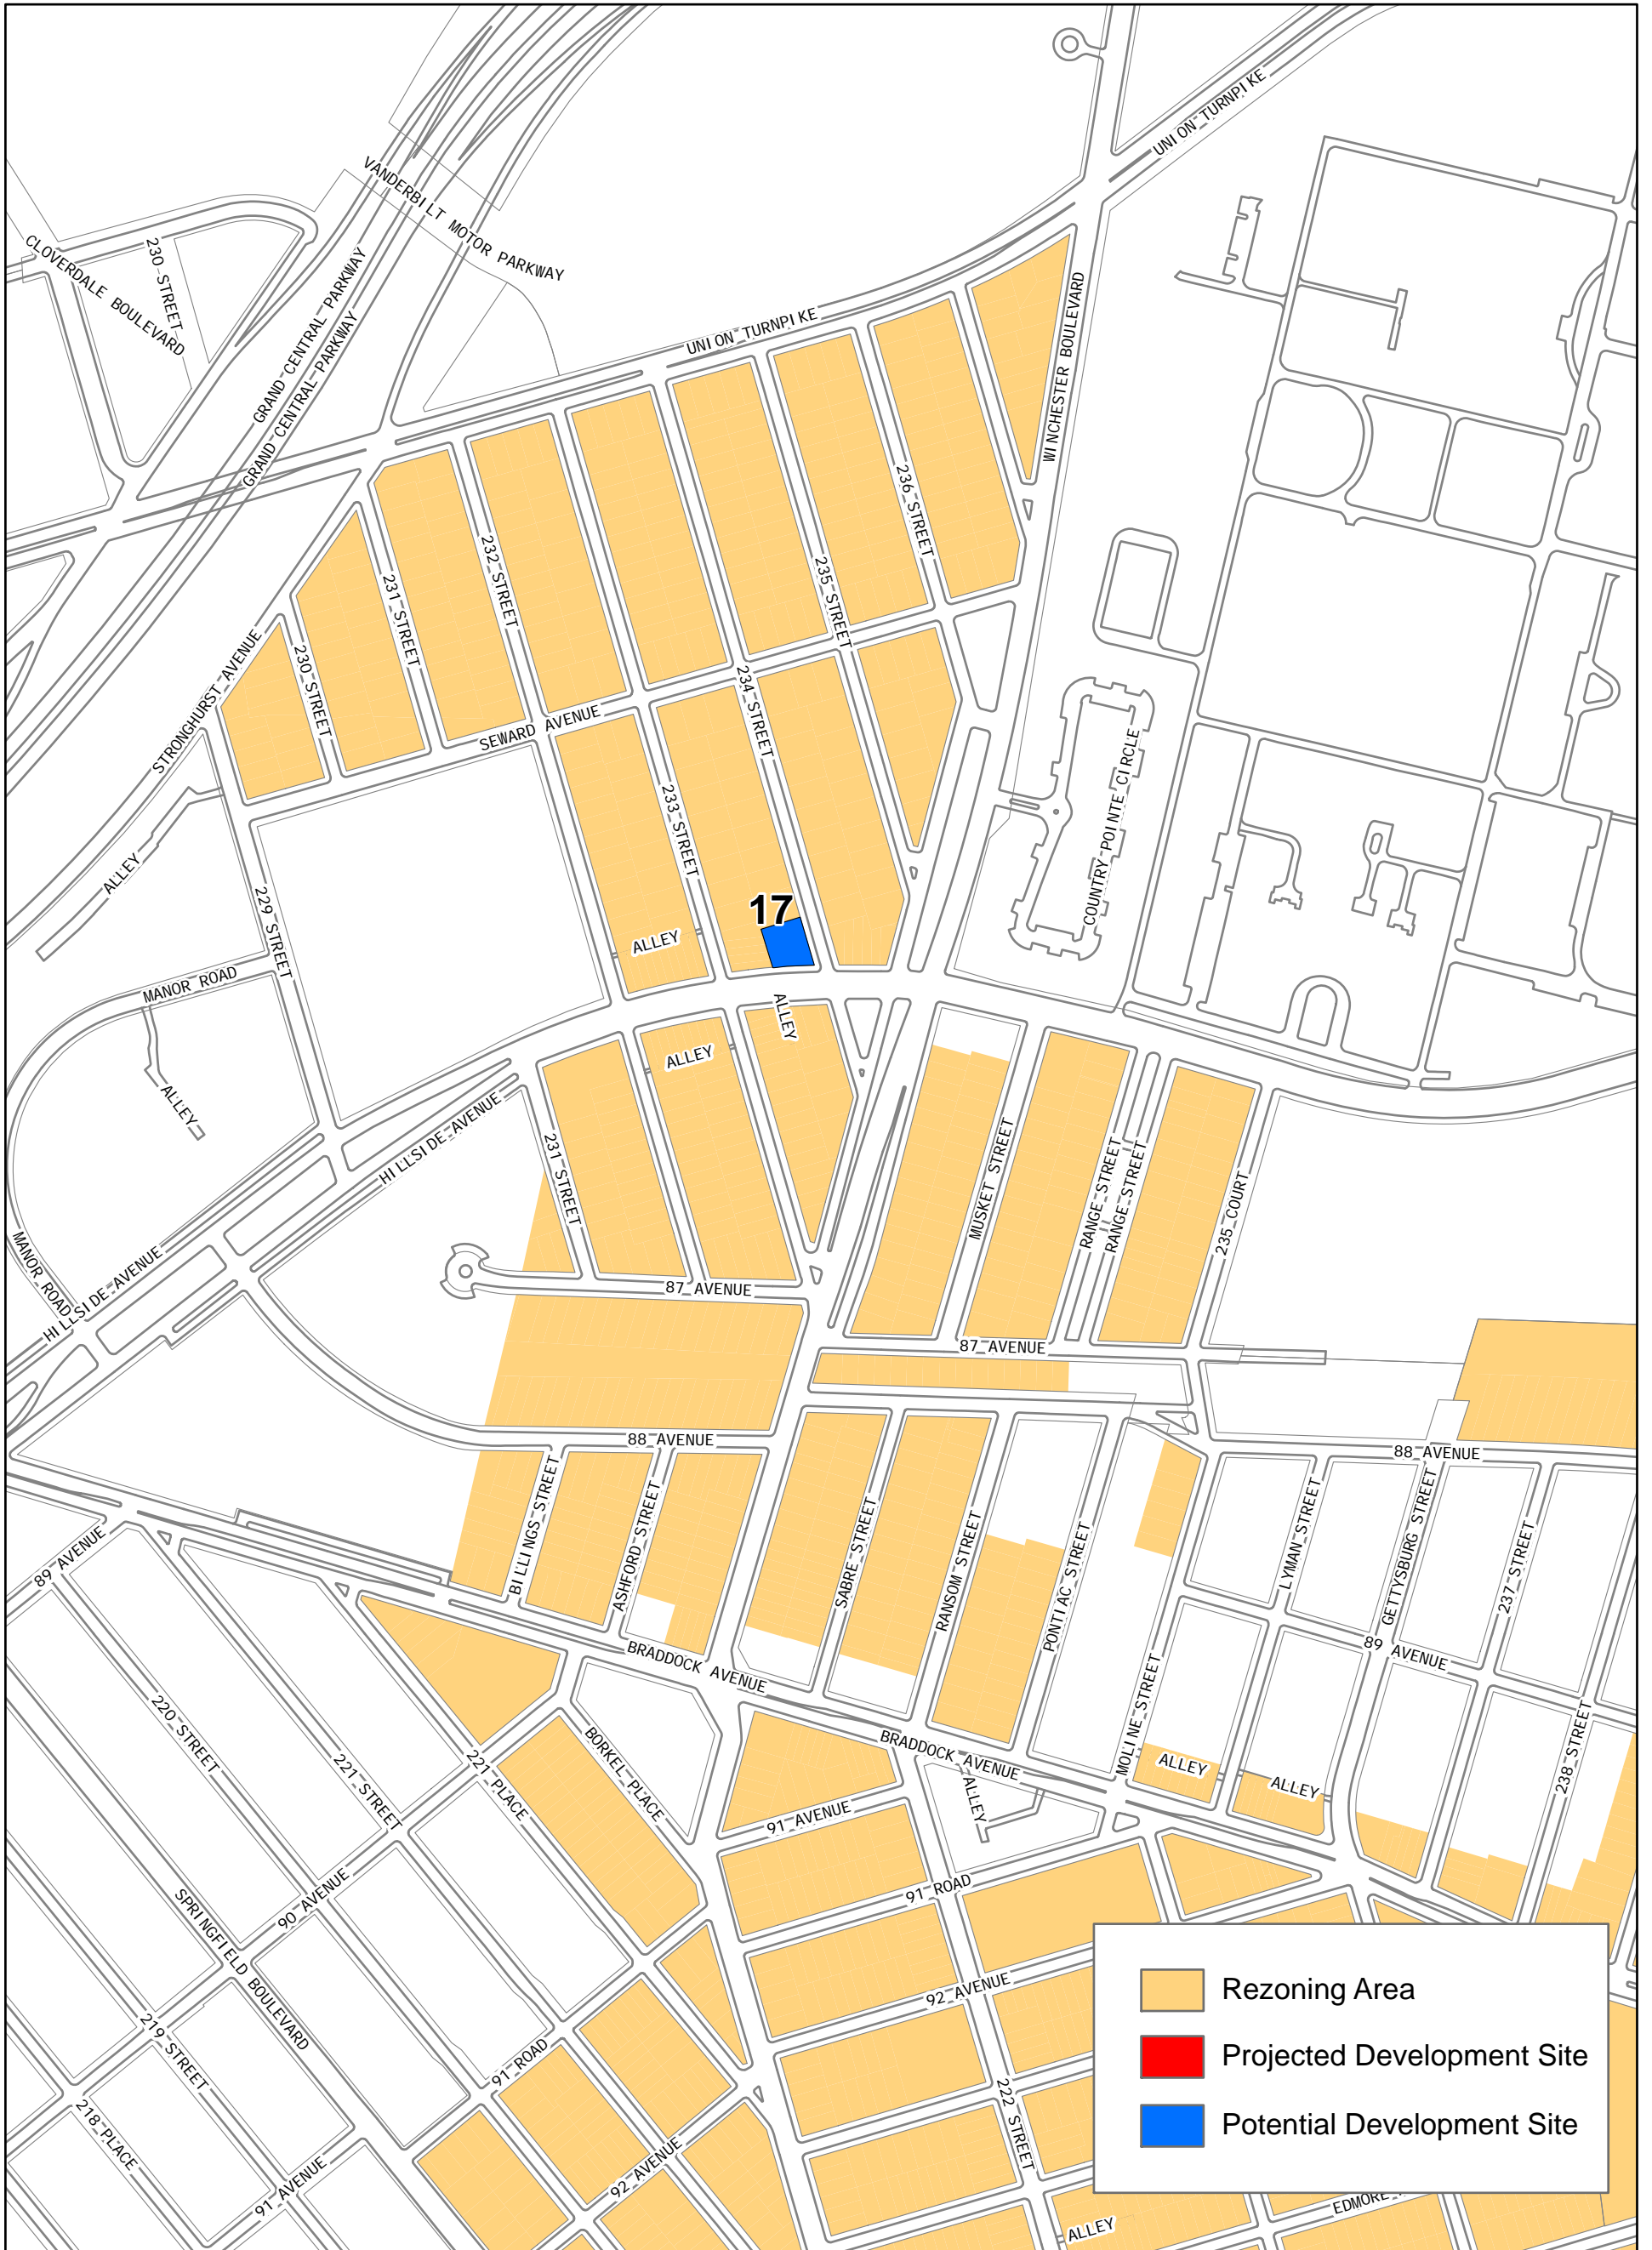 UNION TURNPIKE
VANDERBILT MOTOR PARKWAY
CLOVERDALE BOULEVARD
230 STREET
GRAND CENTRAL PARKWAY
GRAND CENTRAL PARKWAY
UNION TURNPIKE
WINCHESTER BOULEVARD
236 STREET
232 STREET
235 STREET
231 STREET
230 STREET
STRONGHURST AVENUE
SEWARD AVENUE
234 STREET
COUNTRY POINTE CIRCLE
233 STREET
ALLEY
229 STREET
17
ALLEY
MANOR ROAD
ALLEY
ALLEY
ALLEY
HILLSIDE AVENUE
231 STREET
MUSKET STREET
RANGE STREET
RANGE STREET
235 COURT
MANOR ROAD
HILLSIDE AVENUE
87 AVENUE
87 AVENUE
88 AVENUE
88 AVENUE
BILLINGS STREET
ASHFORD STREET
SABRE STREET
RANSOM STREET
PONTIAC STREET
LYMAN STREET
GETTYSBURG STREET
237 STREET
89 AVENUE
89 AVENUE
BRADDOCK AVENUE
MOLINE STREET
220 STREET
221 STREET
221 PLACE
BORKEL PLACE
BRADDOCK AVENUE
ALLEY
ALLEY
ALLEY
238 STREET
91 AVENUE
91 ROAD
90 AVENUE
SPRINGFIELD BOULEVARD
92 AVENUE
219 STREET
91 ROAD
218 PLACE
222 STREET
92 AVENUE
91 AVENUE
ALLEY
EDMORE
Rezoning Area
Projected Development Site
Potential Development Site